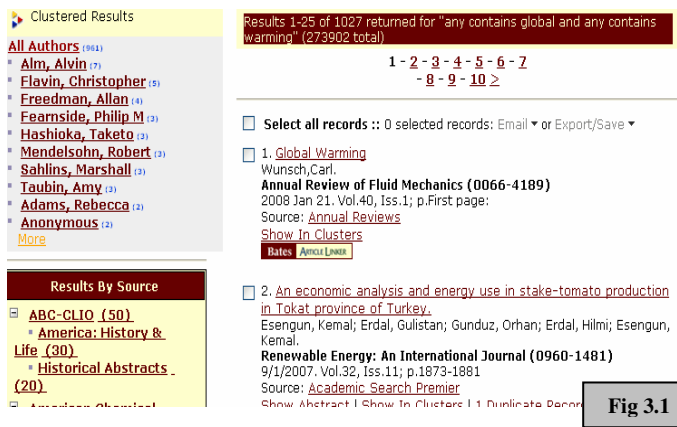 Clustered Results
All Authors (961)
Alm, Alvin (7)
Flavin, Christopher (5)
Freedman, Allan (4)
Fearnside, Philip M (3)
Hashioka, Taketo (3)
Mendelsohn, Robert (3)
Sahlins, Marshall (3)
Taubin, Amy (3)
Adams, Rebecca (2)
Anonymous (2)
More
Results By Source
ABC-CLIO (50)
America: History &
Life (30)
Historical Abstracts
(20)
American Chemical
Results 1-25 of 1027 returned for "any contains global and any contains
warming" (273902 total)
1 - 2 - 3 - 4 - 5 - 6 - 7
- 8 - 9 - 10 >
Select all records :: 0 selected records: Email ▾ or Export/Save ▾
1. Global Warming
Wunsch,Carl.
Annual Review of Fluid Mechanics (0066-4189)
2008 Jan 21. Vol.40, Iss.1; p.First page:
Source: Annual Reviews
Show In Clusters
Bates ARTICLE LINKER
2. An economic analysis and energy use in stake-tomato production
in Tokat province of Turkey.
Esengun, Kemal; Erdal, Gulistan; Gunduz, Orhan; Erdal, Hilmi; Esengun,
Kemal.
Renewable Energy: An International Journal (0960-1481)
9/1/2007. Vol.32, Iss.11; p.1873-1881
Source: Academic Search Premier
Show Abstract | Show In Clusters | 1 Duplicate Recor
Fig 3.1